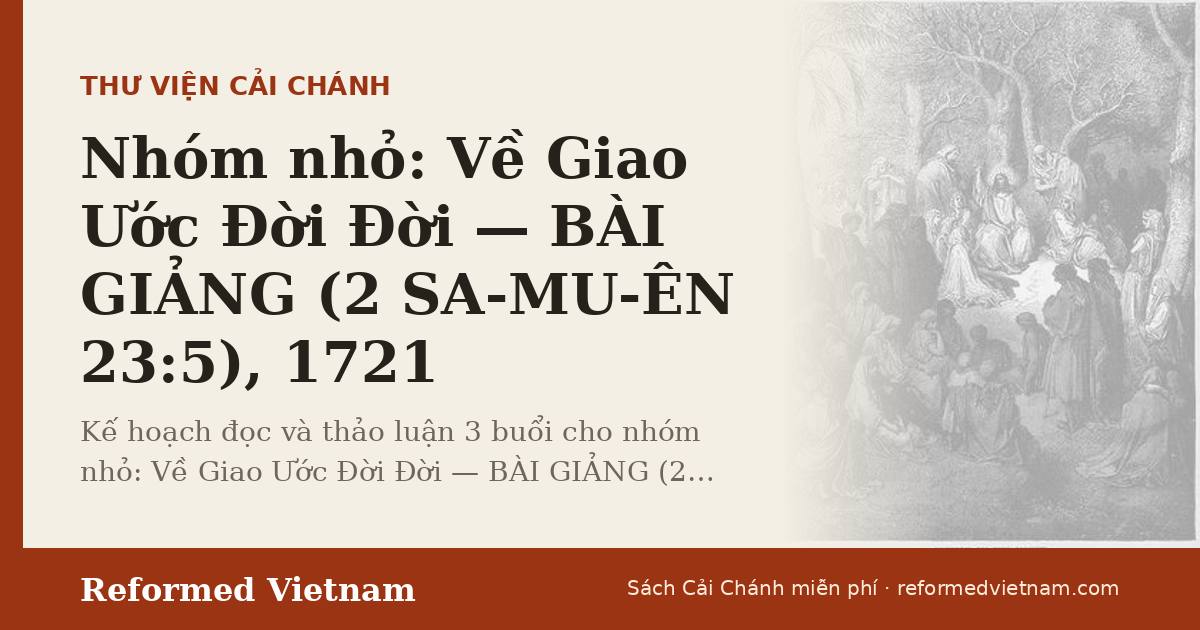 THƯ VIỆN CẢI CHÁNH
Nhóm nhỏ: Về Giao
Ước Đời Đời — BÀI
GIẢNG (2 SA-MU-ÊN
23:5), 1721
Kế hoạch đọc và thảo luận 3 buổi cho nhóm
nhỏ: Về Giao Ước Đời Đời — BÀI GIẢNG (2...
Reformed Vietnam
Sách Cải Chánh miễn phí · reformedvietnam.com